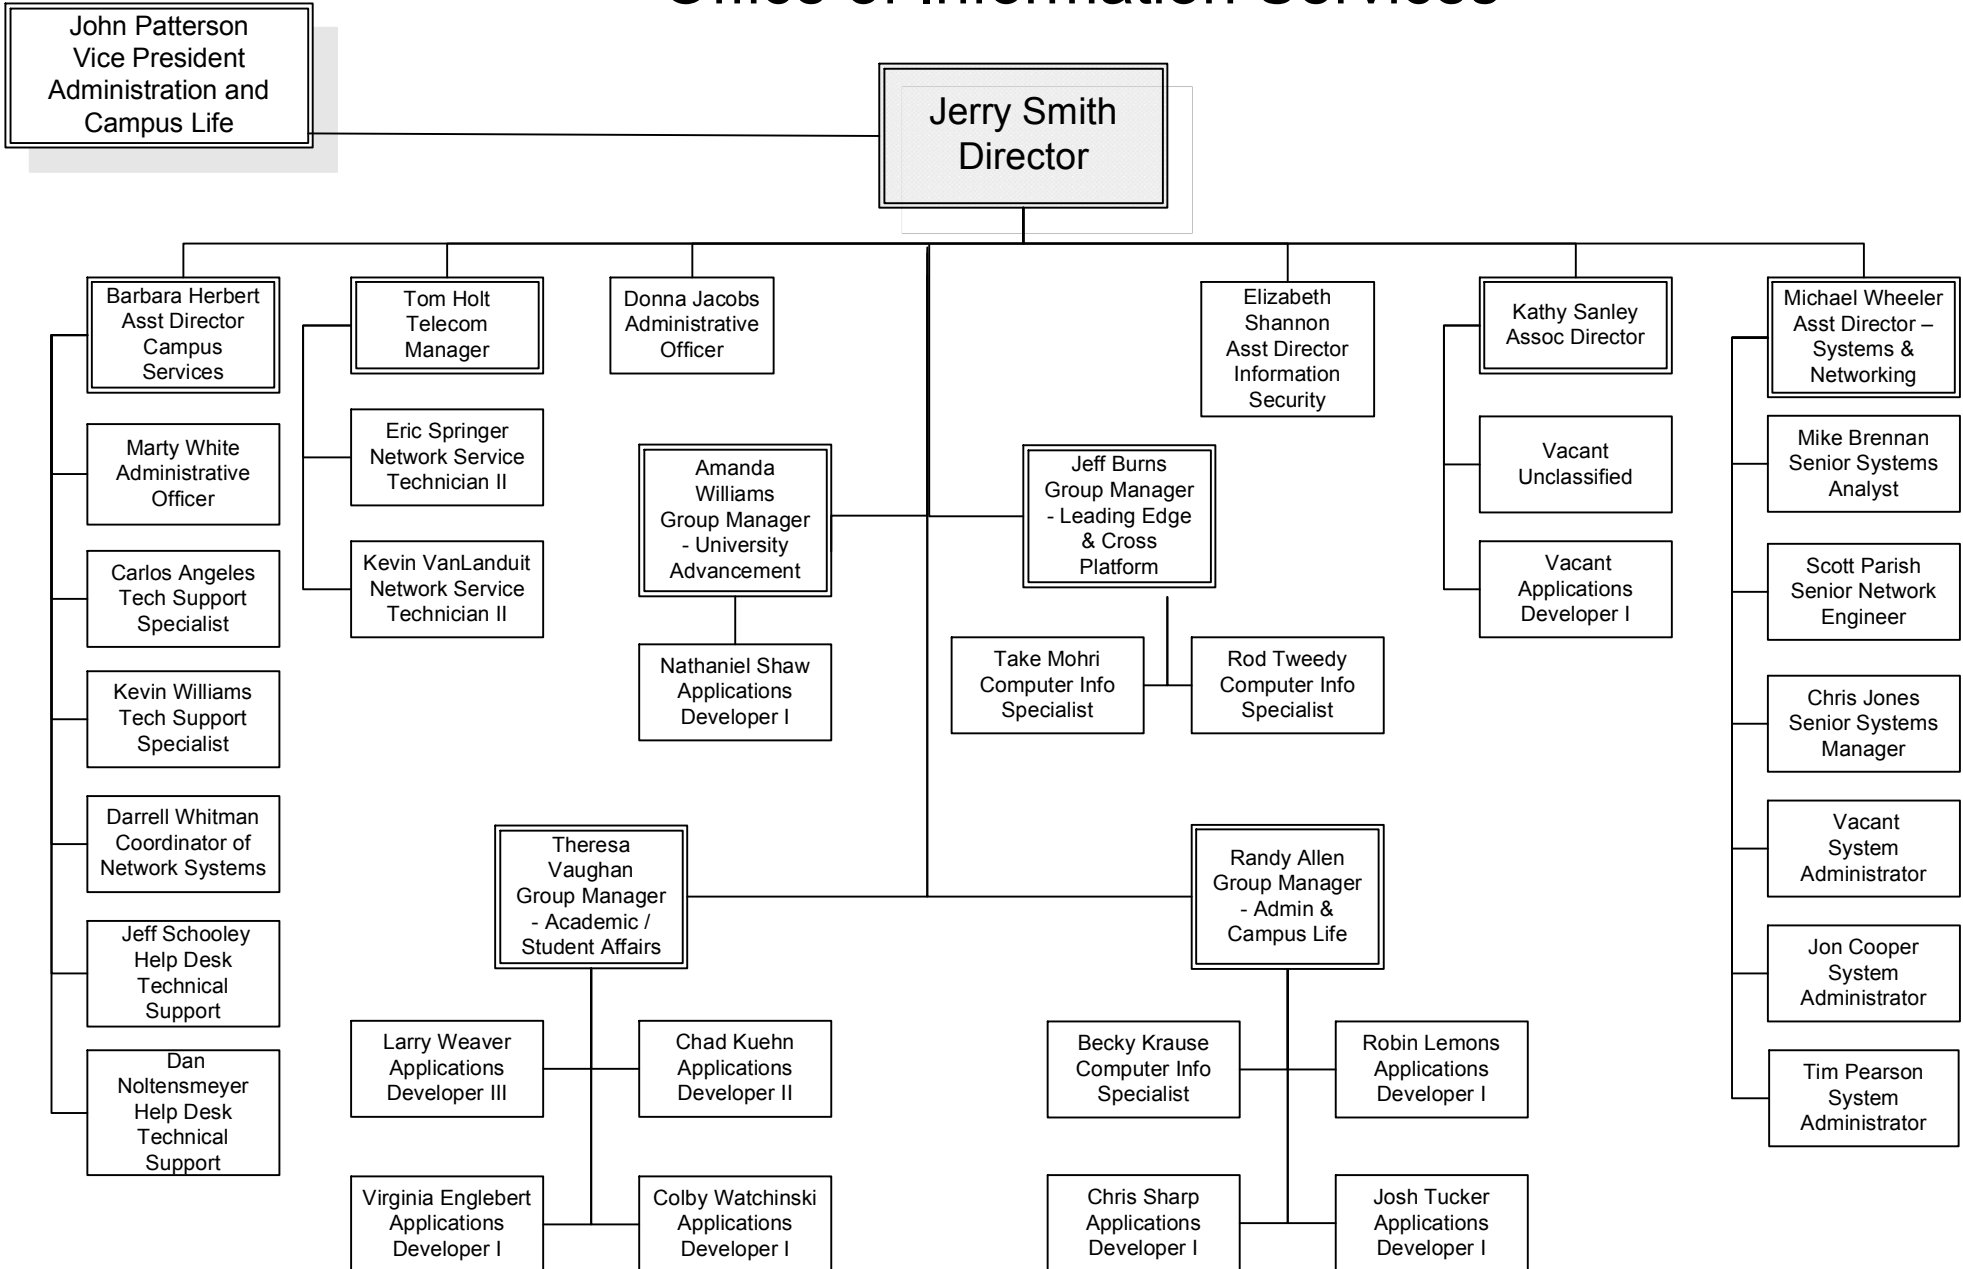 Office of Information Services
John Patterson
Vice President
Administration and
Campus Life
Jerry Smith
Director
Barbara Herbert
Asst Director
Campus
Services
Tom Holt
Telecom
Manager
Donna Jacobs
Administrative
Officer
Elizabeth
Shannon
Asst Director
Information
Security
Kathy Sanley
Assoc Director
Michael Wheeler
Asst Director –
Systems &
Networking
Marty White
Administrative
Officer
Carlos Angeles
Tech Support
Specialist
Kevin Williams
Tech Support
Specialist
Darrell Whitman
Coordinator of
Network Systems
Jeff Schooley
Help Desk
Technical
Support
Dan
Noltensmeyer
Help Desk
Technical
Support
Eric Springer
Network Service
Technician II
Kevin VanLanduit
Network Service
Technician II
Amanda
Williams
Group Manager
- University
Advancement
Nathaniel Shaw
Applications
Developer I
Jeff Burns
Group Manager
- Leading Edge
& Cross
Platform
Take Mohri
Computer Info
Specialist
Rod Tweedy
Computer Info
Specialist
Vacant
Unclassified
Vacant
Applications
Developer I
Mike Brennan
Senior Systems
Analyst
Scott Parish
Senior Network
Engineer
Chris Jones
Senior Systems
Manager
Vacant
System
Administrator
Jon Cooper
System
Administrator
Tim Pearson
System
Administrator
Theresa
Vaughan
Group Manager
- Academic /
Student Affairs
Larry Weaver
Applications
Developer III
Chad Kuehn
Applications
Developer II
Virginia Englebert
Applications
Developer I
Colby Watchinski
Applications
Developer I
Randy Allen
Group Manager
- Admin &
Campus Life
Becky Krause
Computer Info
Specialist
Robin Lemons
Applications
Developer I
Chris Sharp
Applications
Developer I
Josh Tucker
Applications
Developer I